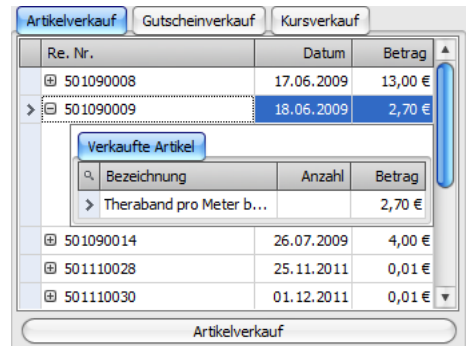 Artikelverkauf Gutscheinverkauf Kursverkauf
Re. Nr. Datum Betrag
501090008 17.06.2009 13,00 €
501090009 18.06.2009 2,70 €
Verkaufte Artikel
Bezeichnung Anzahl Betrag
Theraband pro Meter b... 2,70 €
501090014 26.07.2009 4,00 €
501110028 25.11.2011 0,01 €
501110030 01.12.2011 0,01 €
Artikelverkauf